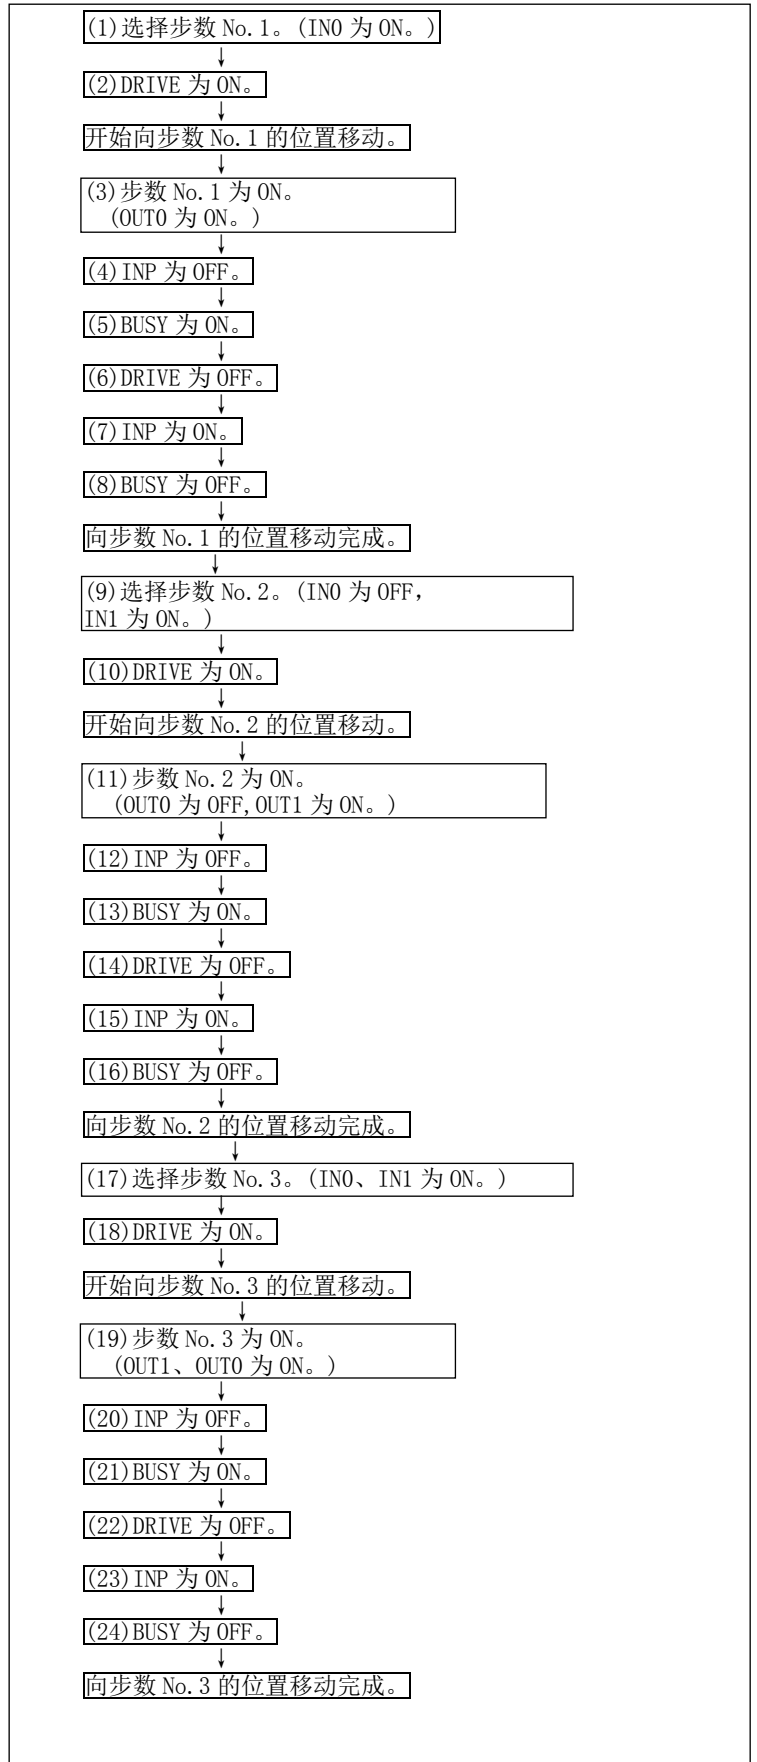 (1)选择步数 No.1。(IN0 为 ON。)
(2)DRIVE 为 ON。
开始向步数 No.1 的位置移动。
(3)步数 No.1 为 ON。
(OUT0 为 ON。)
(4)INP 为 OFF。
(5)BUSY 为 ON。
(6)DRIVE 为 OFF。
(7)INP 为 ON。
(8)BUSY 为 OFF。
向步数 No.1 的位置移动完成。
(9)选择步数 No.2。(IN0 为 OFF,
IN1 为 ON。)
(10)DRIVE 为 ON。
开始向步数 No.2 的位置移动。
(11)步数 No.2 为 ON。
(OUT0 为 OFF,OUT1 为 ON。)
(12)INP 为 OFF。
(13)BUSY 为 ON。
(14)DRIVE 为 OFF。
(15)INP 为 ON。
(16)BUSY 为 OFF。
向步数 No.2 的位置移动完成。
(17)选择步数 No.3。(IN0、IN1 为 ON。)
(18)DRIVE 为 ON。
开始向步数 No.3 的位置移动。
(19)步数 No.3 为 ON。
(OUT1、OUT0 为 ON。)
(20)INP 为 OFF。
(21)BUSY 为 ON。
(22)DRIVE 为 OFF。
(23)INP 为 ON。
(24)BUSY 为 OFF。
向步数 No.3 的位置移动完成。